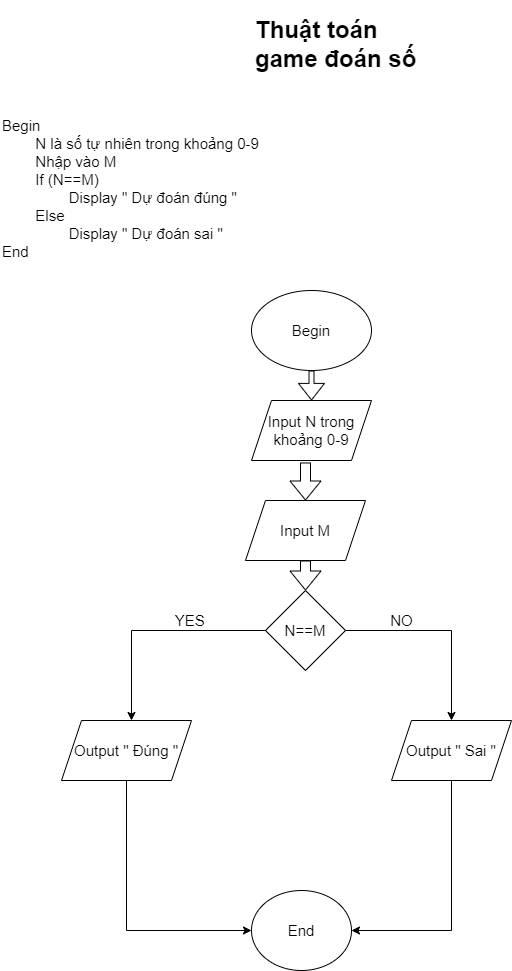 Thuật toán
game đoán số
Begin
N là số tự nhiên trong khoảng 0-9
Nhập vào M
If (N==M)
Display " Dự đoán đúng "
Else
Display " Dự đoán sai "
End
Begin
Input N trong
khoảng 0-9
Input M
N==M
YES
NO
Output " Đúng "
Output " Sai "
End